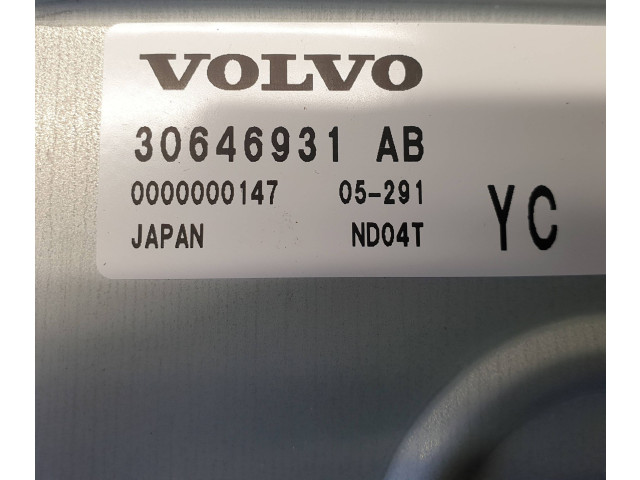 VOLVO
30646931 AB
0000000147 05-291
JAPAN ND04T YC